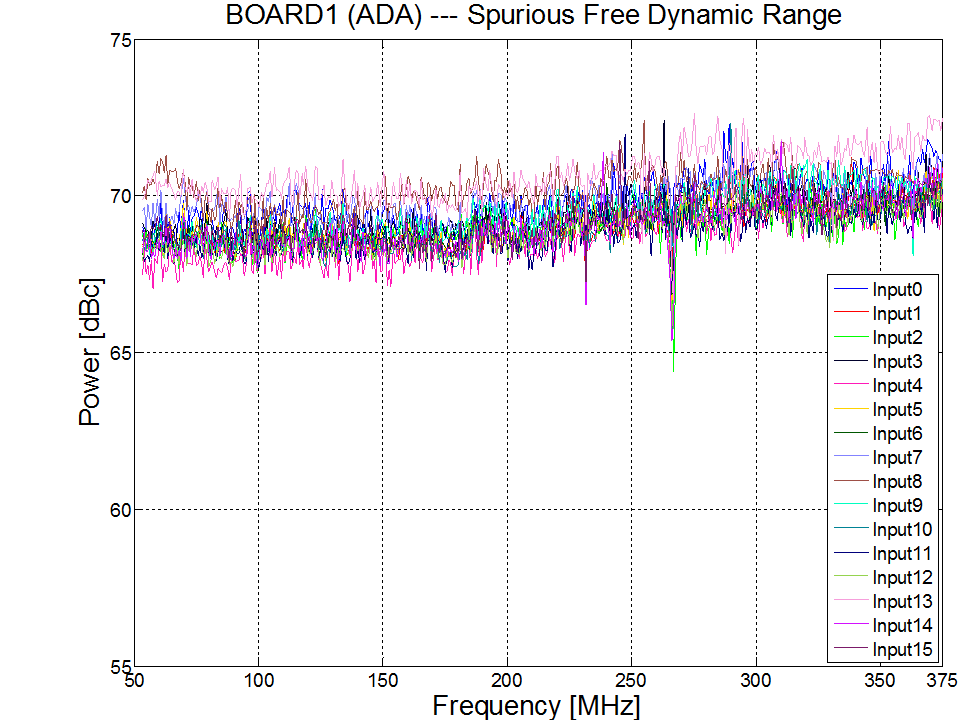 BOARD1 (ADA) --- Spurious Free Dynamic Range
75
70
65
60
55
Power [dBc]
50 100 150 200 250 300 350 375
Frequency [MHz]
Input0
Input1
Input2
Input3
Input4
Input5
Input6
Input7
Input8
Input9
Input10
Input11
Input12
Input13
Input14
Input15